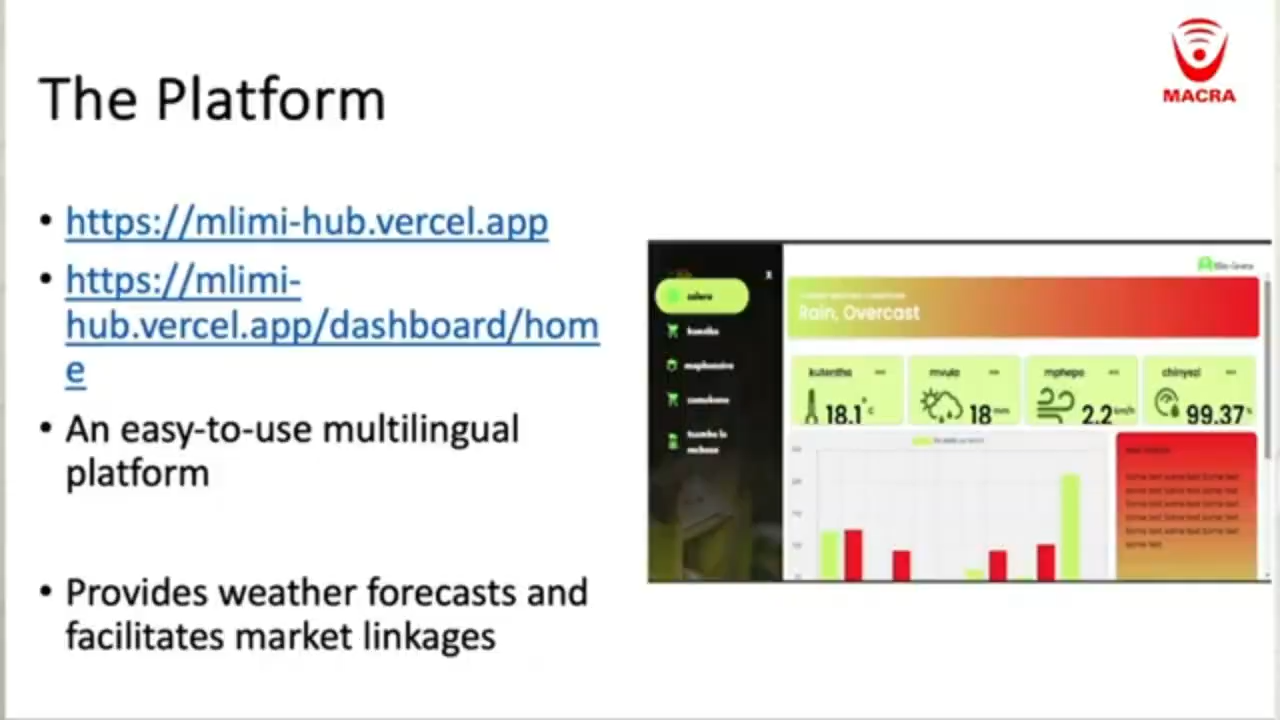 The Platform
MACRA
• https://mlimi-hub.vercel.app
• https://mlimi-
hub.vercel.app/dashboard/hom
e
• An easy-to-use multilingual
platform
• Provides weather forecasts and
facilitates market linkages
x
Rain, Overcast
kutentha
18.1°C
mvula
18 mm
mphepo
2.2 km/h
chinyezi
99.37 %